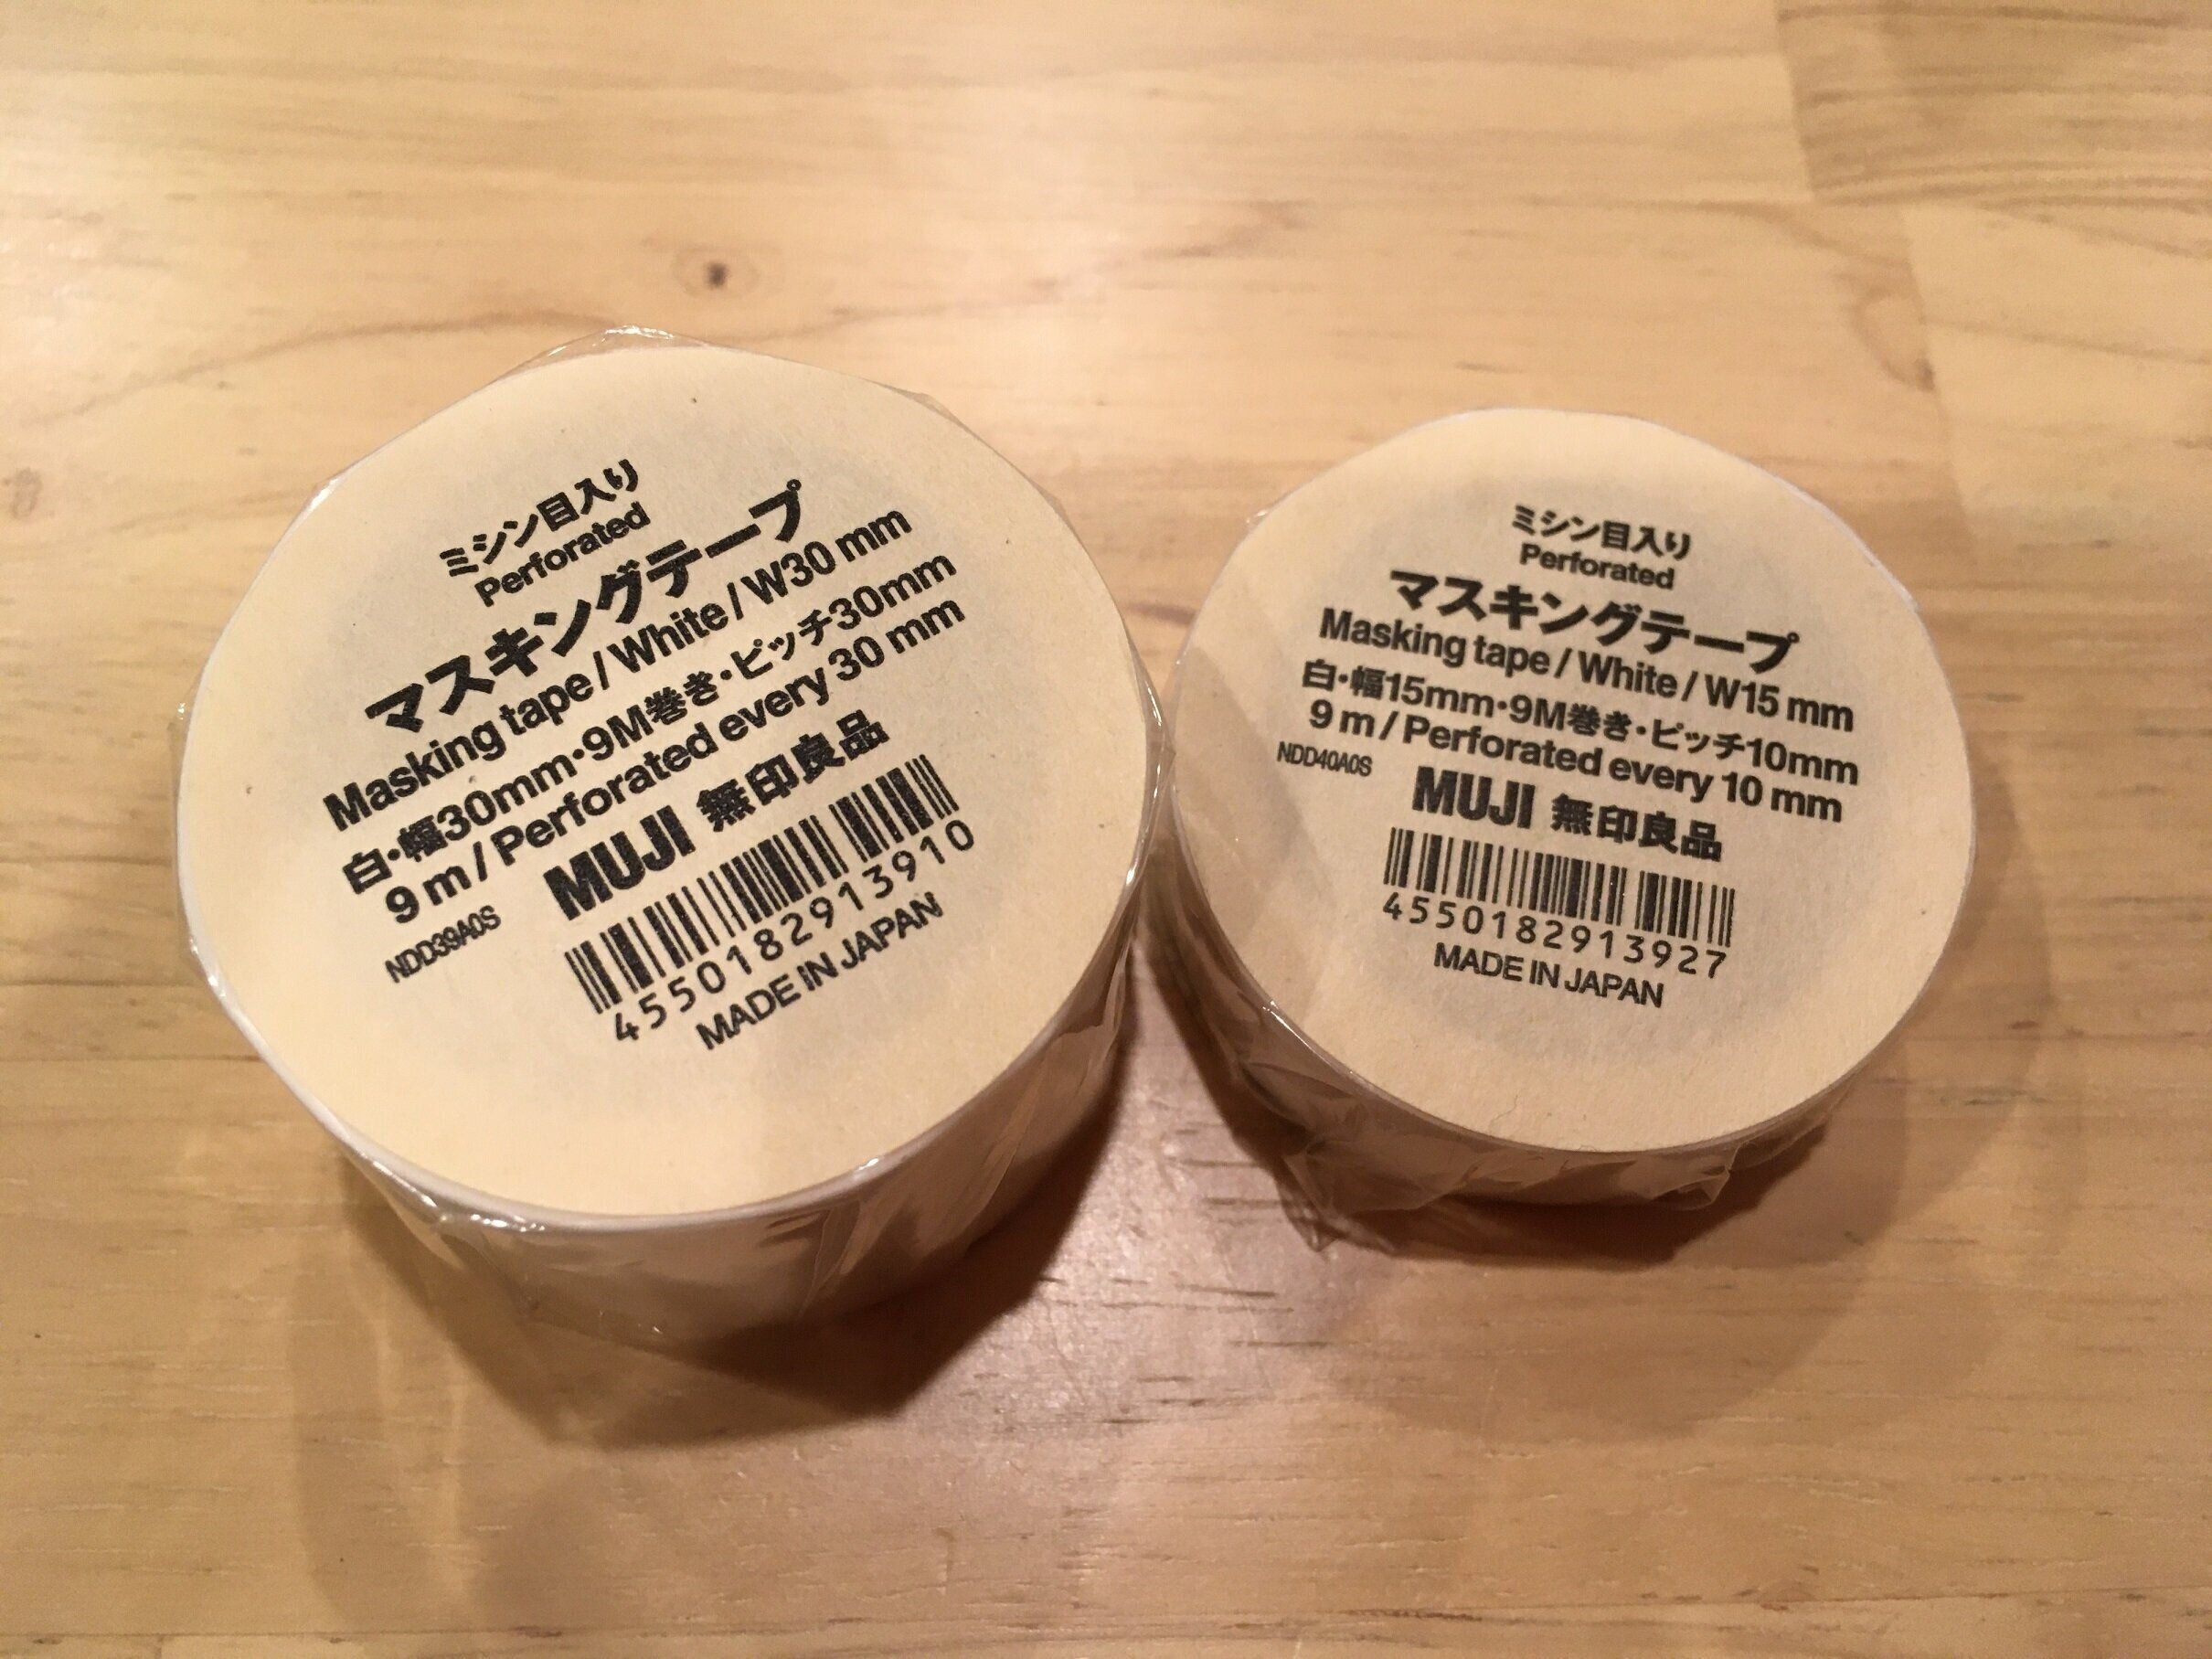 ミシン目入り
Perforated
マスキングテープ
Masking tape / White / W30 mm
白・幅30mm・9M巻き・ピッチ30mm
9 m / Perforated every 30 mm
NDD39A0S
MUJI 無印良品
4550182913910
MADE IN JAPAN
ミシン目入り
Perforated
マスキングテープ
Masking tape / White / W15 mm
白・幅15mm・9M巻き・ピッチ10mm
9 m / Perforated every 10 mm
NDD40A0S
MUJI 無印良品
4550182913927
MADE IN JAPAN